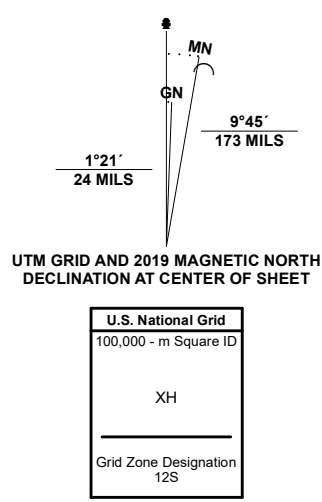 MN
GN
9°45´
173 MILS
1°21´
24 MILS
UTM GRID AND 2019 MAGNETIC NORTH
DECLINATION AT CENTER OF SHEET
U.S. National Grid
100,000 - m Square ID
XH
Grid Zone Designation
12S